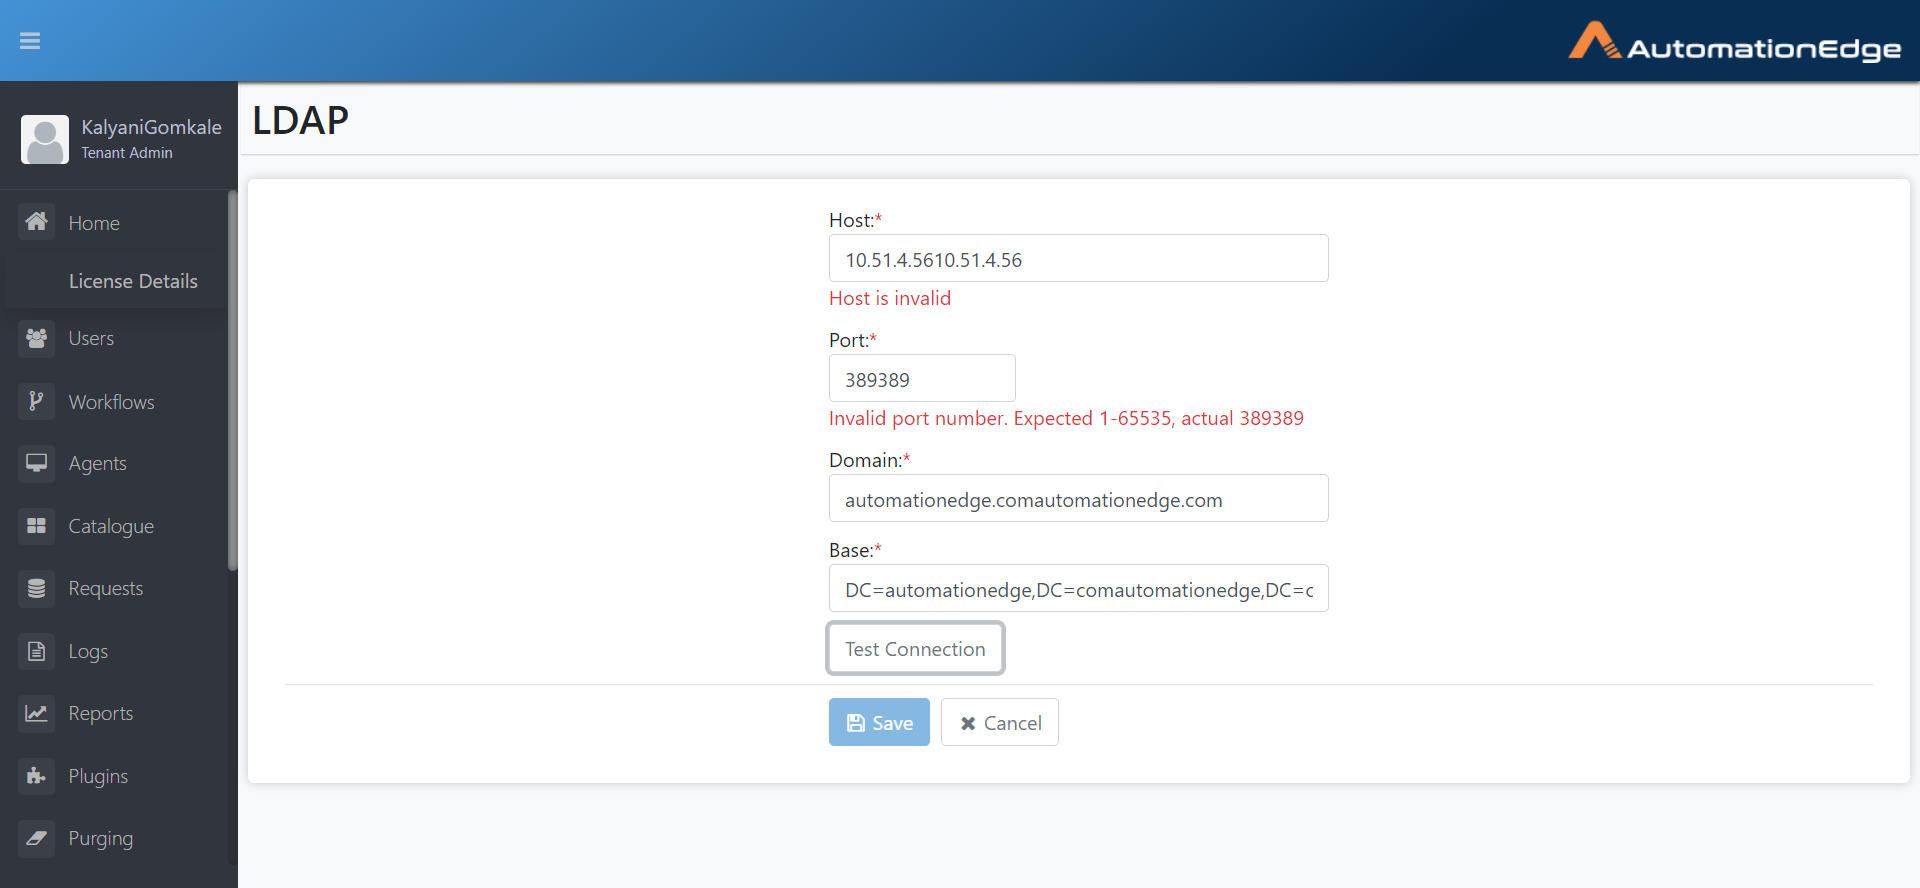 AutomationEdge
KalyaniGomkale
Tenant Admin
Home
License Details
Users
Workflows
Agents
Catalogue
Requests
Logs
Reports
Plugins
Purging
LDAP
Host:*
10.51.4.5610.51.4.56
Host is invalid
Port:*
389389
Invalid port number. Expected 1-65535, actual 389389
Domain:*
automationedge.comautomationedge.com
Base:*
DC=automationedge,DC=comautomationedge,DC=c
Test Connection
Save
Cancel